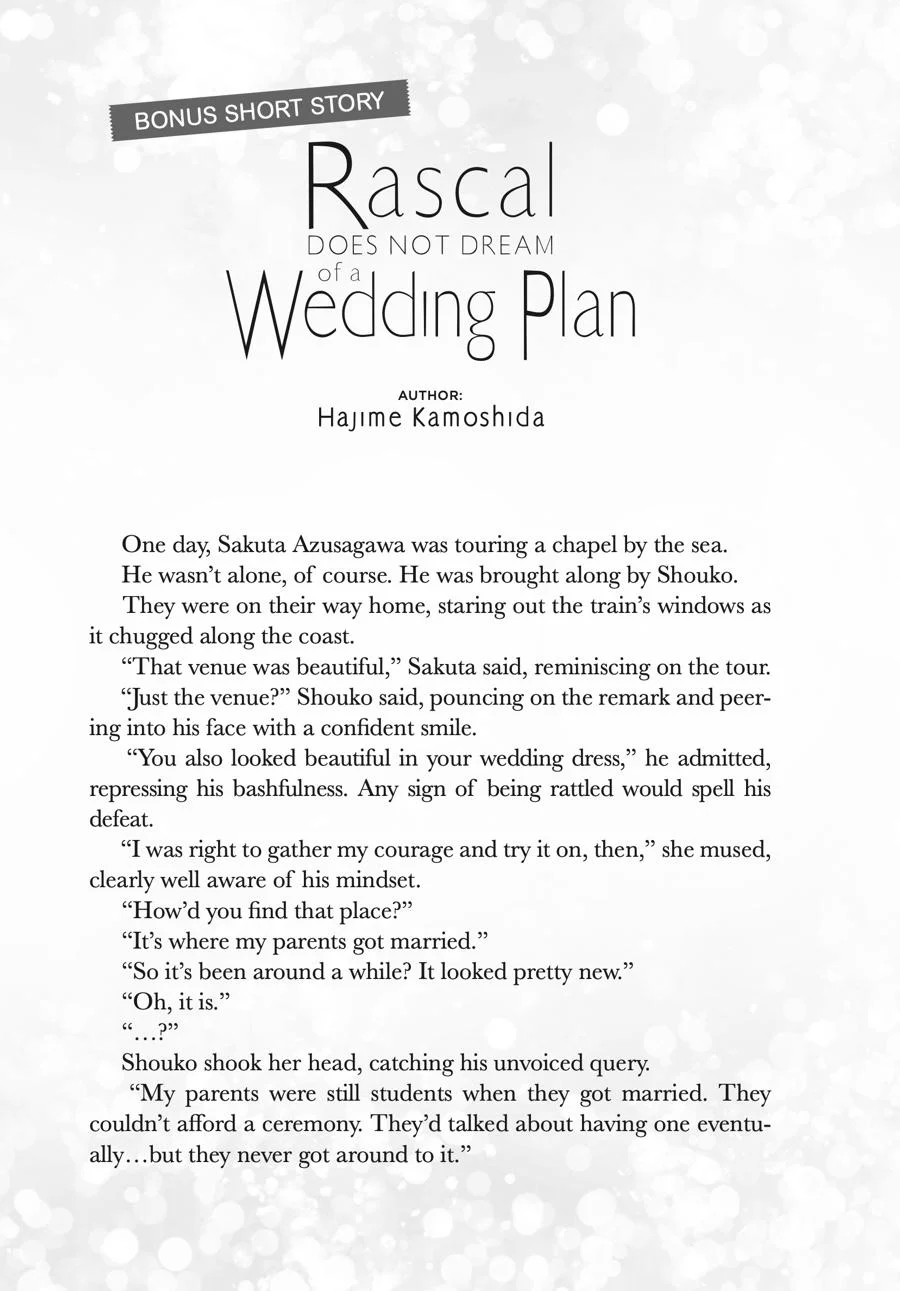 BONUS SHORT STORY
Rascal
DOES NOT DREAM
of a
Wedding Plan
AUTHOR:
Hajime Kamoshida
One day, Sakuta Azusagawa was touring a chapel by the sea.
He wasn’t alone, of course. He was brought along by Shouko.
They were on their way home, staring out the train’s windows as
it chugged along the coast.
“That venue was beautiful,” Sakuta said, reminiscing on the tour.
“Just the venue?” Shouko said, pouncing on the remark and peer-
ing into his face with a confident smile.
“You also looked beautiful in your wedding dress,” he admitted,
repressing his bashfulness. Any sign of being rattled would spell his
defeat.
“I was right to gather my courage and try it on, then,” she mused,
clearly well aware of his mindset.
“How’d you find that place?”
“It’s where my parents got married.”
“So it’s been around a while? It looked pretty new.”
“Oh, it is.”
“…?”
Shouko shook her head, catching his unvoiced query.
“My parents were still students when they got married. They
couldn’t afford a ceremony. They’d talked about having one eventu-
ally…but they never got around to it.”